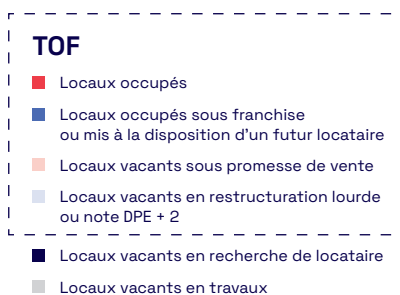 TOF
Locaux occupés
Locaux occupés sous franchise
ou mis à la disposition d'un futur locataire
Locaux vacants sous promesse de vente
Locaux vacants en restructuration lourde
ou note DPE + 2
Locaux vacants en recherche de locataire
Locaux vacants en travaux